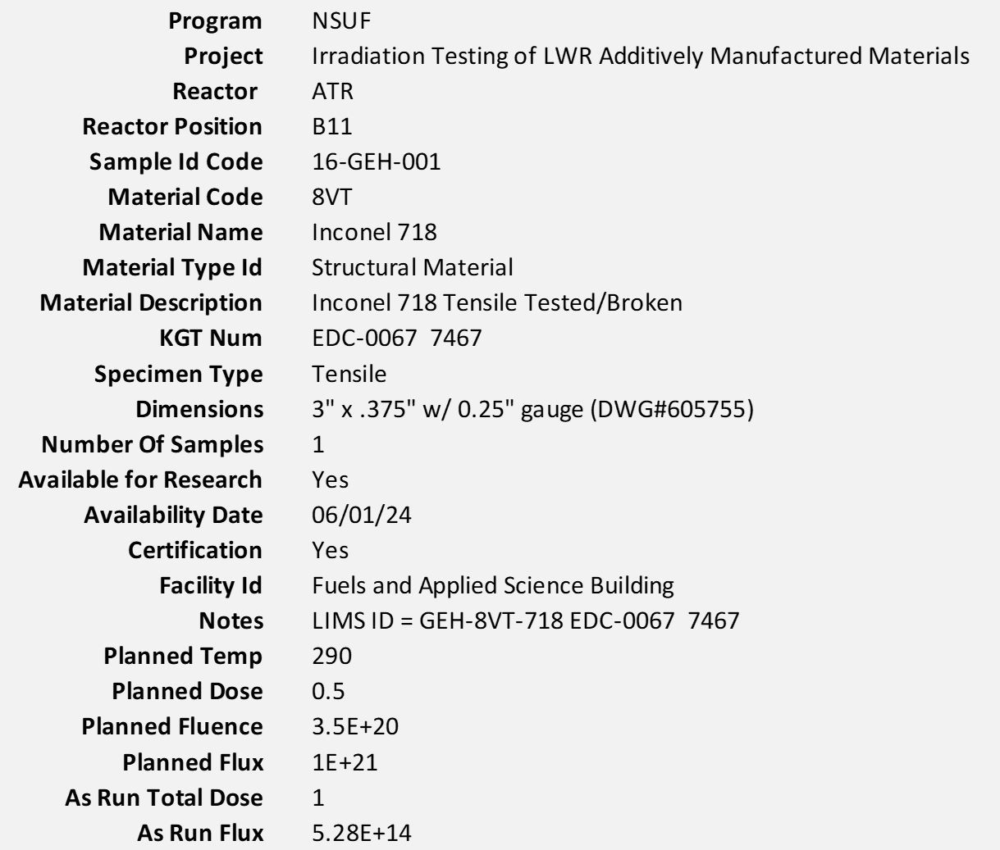 Program NSUF
Project Irradiation Testing of LWR Additively Manufactured Materials
Reactor ATR
Reactor Position B11
Sample Id Code 16-GEH-001
Material Code 8VT
Material Name Inconel 718
Material Type Id Structural Material
Material Description Inconel 718 Tensile Tested/Broken
KGT Num EDC-0067  7467
Specimen Type Tensile
Dimensions 3" x .375" w/ 0.25" gauge (DWG#605755)
Number Of Samples 1
Available for Research Yes
Availability Date 06/01/24
Certification Yes
Facility Id Fuels and Applied Science Building
Notes LIMS ID = GEH-8VT-718 EDC-0067  7467
Planned Temp 290
Planned Dose 0.5
Planned Fluence 3.5E+20
Planned Flux 1E+21
As Run Total Dose 1
As Run Flux 5.28E+14